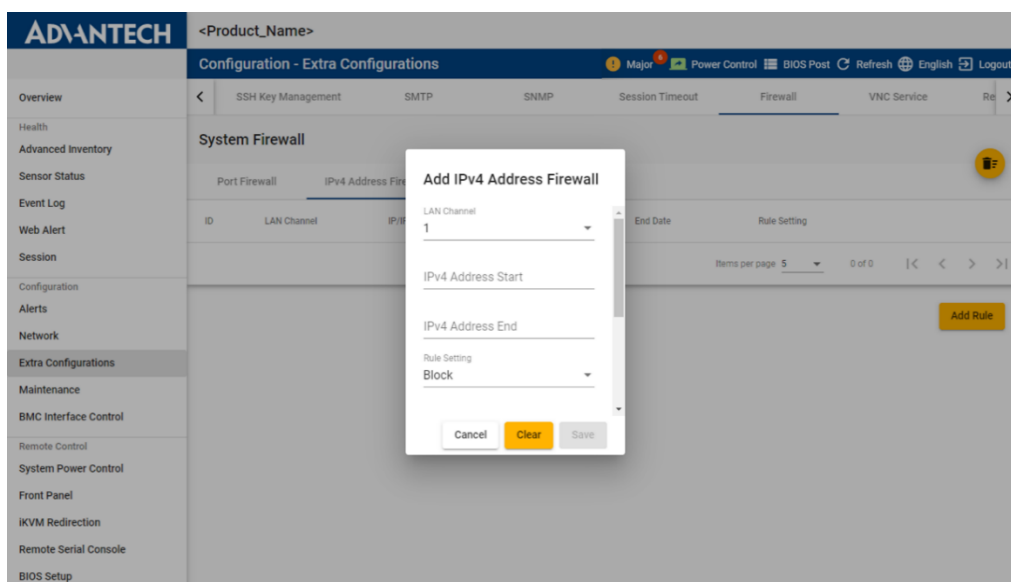 ADVANTECH
<Product_Name>
Configuration - Extra Configurations
Major
Power Control
BIOS Post
Refresh
English
Logout
Overview
Health
Advanced Inventory
Sensor Status
Event Log
Web Alert
Session
Configuration
Alerts
Network
Extra Configurations
Maintenance
BMC Interface Control
Remote Control
System Power Control
Front Panel
iKVM Redirection
Remote Serial Console
BIOS Setup
SSH Key Management
SMTP
SNMP
Session Timeout
Firewall
VNC Service
Re
System Firewall
Port Firewall
IPv4 Address Fire
ID
LAN Channel
IP/IP
End Date
Rule Setting
Items per page 5
0 of 0
Add Rule
Add IPv4 Address Firewall
LAN Channel
1
IPv4 Address Start
IPv4 Address End
Rule Setting
Block
Cancel
Clear
Save